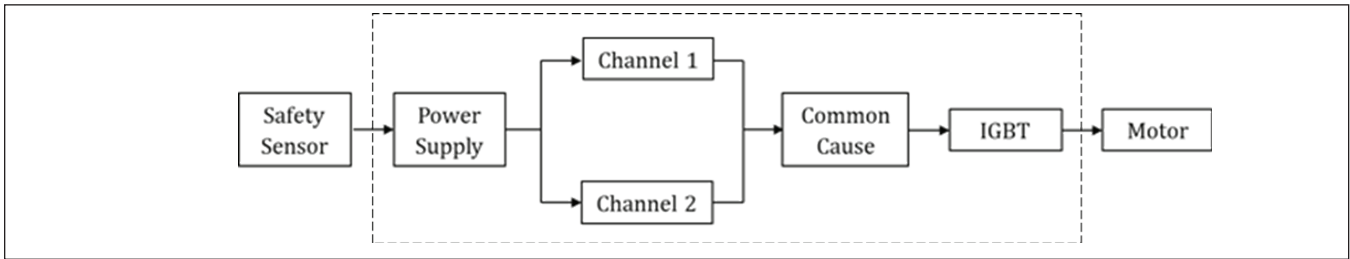 Safety
Sensor
Power
Supply
Channel 1
Channel 2
Common
Cause
IGBT
Motor